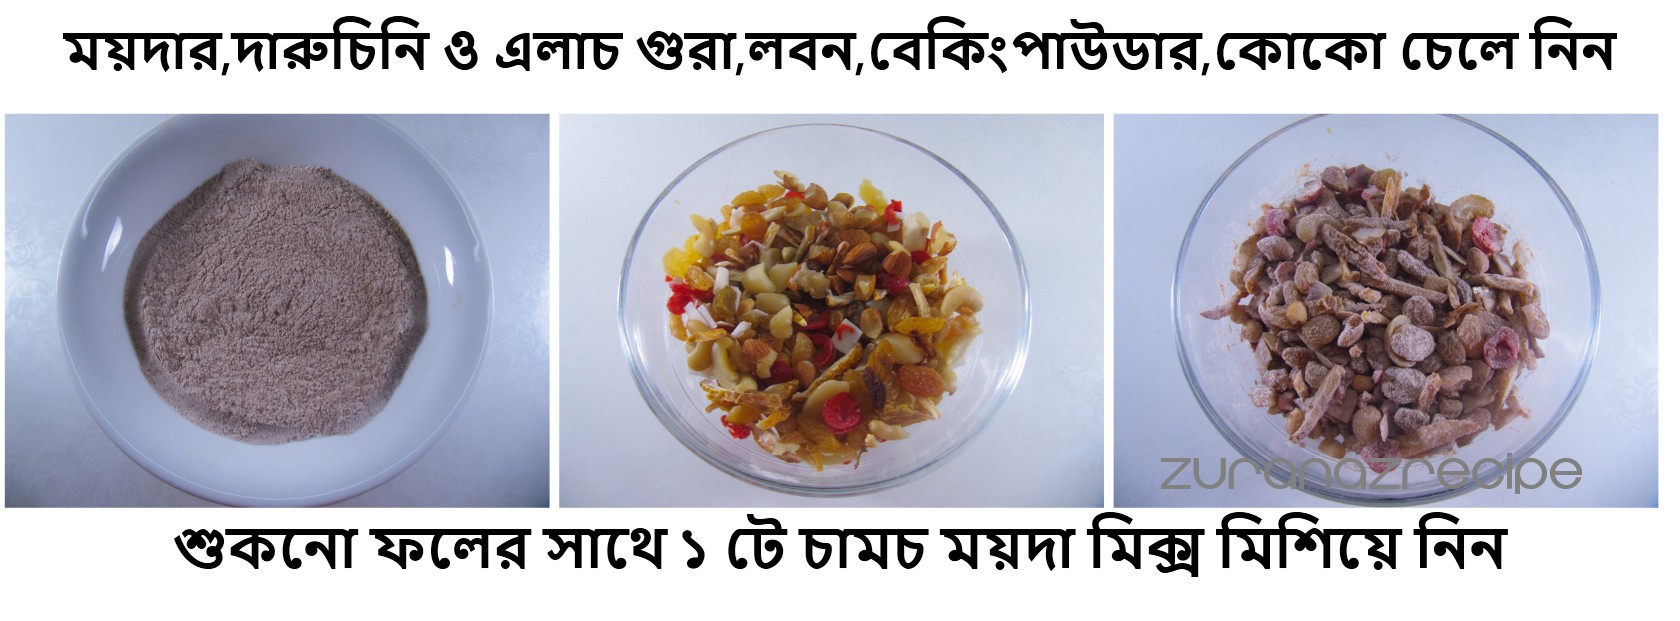 ময়দার,দারুচিনি ও এলাচ গুরা,লবন,বেকিংপাউডার,কোকো চেলে নিন
zuranazrecipe
শুকনো ফলের সাথে ১ টে চামচ ময়দা মিক্স মিশিয়ে নিন